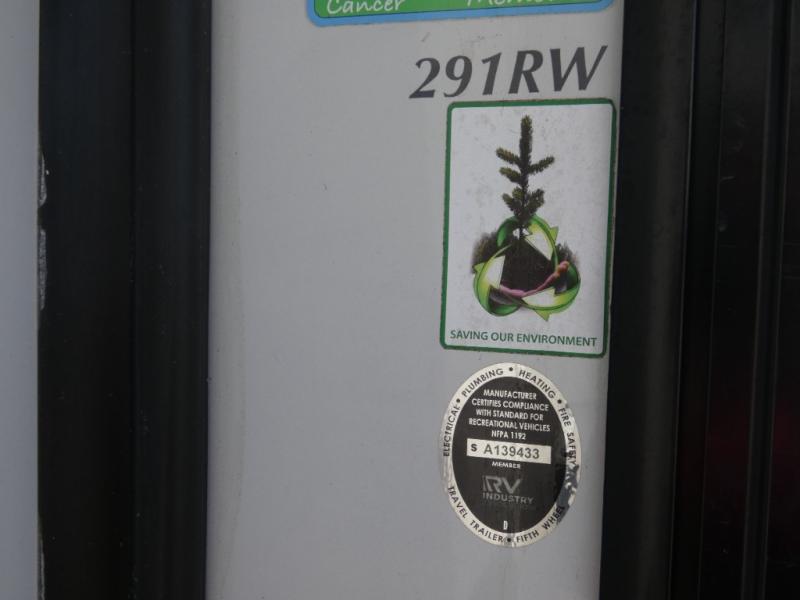 Cancer
291RW
SAVING OUR ENVIRONMENT
ELECTRICAL • PLUMBING • HEATING • FIRE SAFETY
MANUFACTURER
CERTIFIES COMPLIANCE
WITH STANDARD FOR
RECREATIONAL VEHICLES
NFPA 1192
S A139433
MEMBER
RV
INDUSTRY
D
TRAVEL TRAILER • FIFTH WHEEL